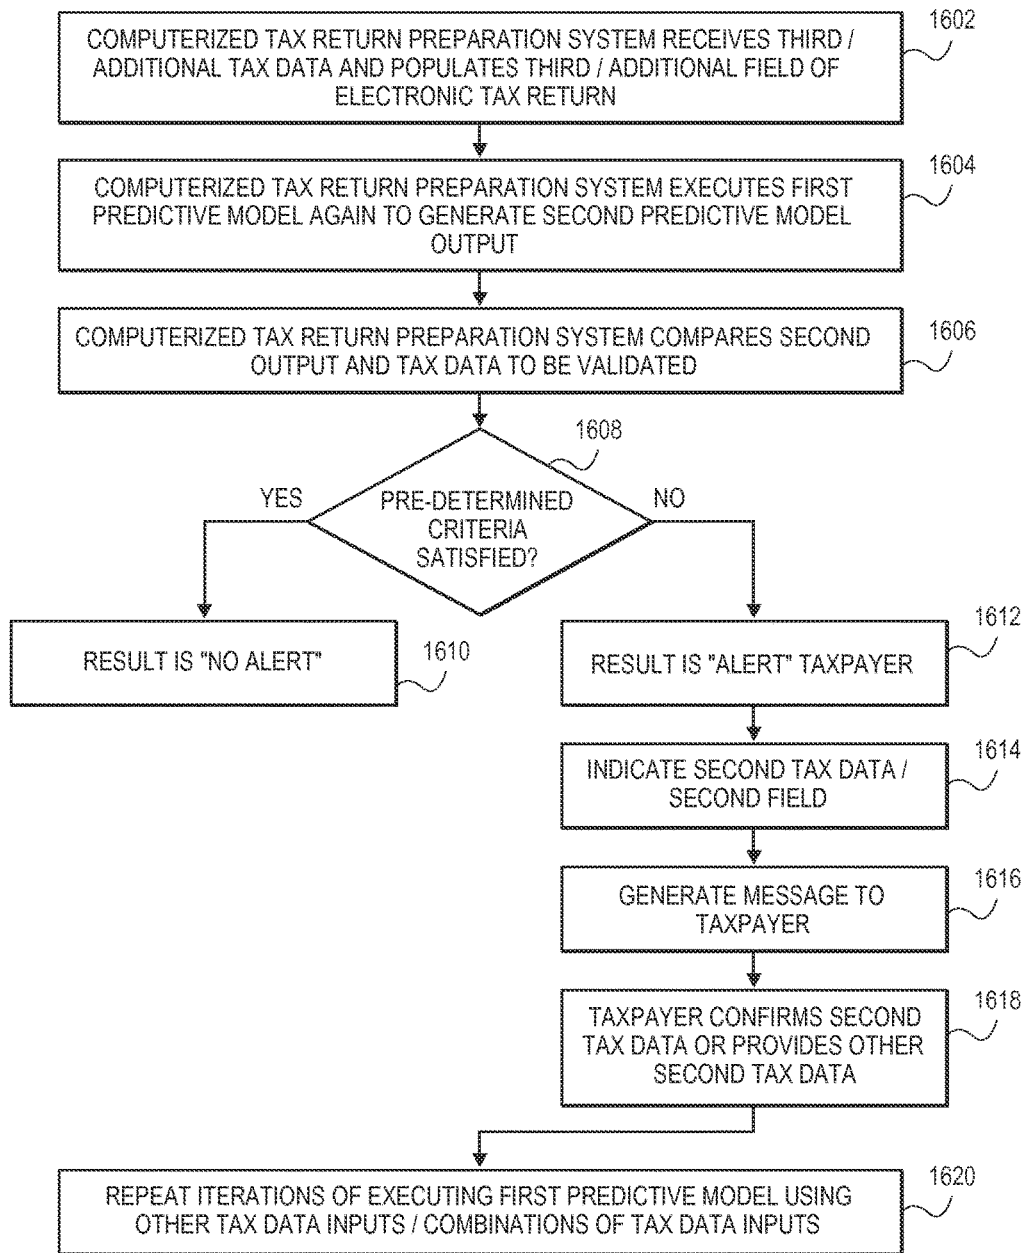 1602
COMPUTERIZED TAX RETURN PREPARATION SYSTEM RECEIVES THIRD /
ADDITIONAL TAX DATA AND POPULATES THIRD / ADDITIONAL FIELD OF
ELECTRONIC TAX RETURN
1604
COMPUTERIZED TAX RETURN PREPARATION SYSTEM EXECUTES FIRST
PREDICTIVE MODEL AGAIN TO GENERATE SECOND PREDICTIVE MODEL
OUTPUT
1606
COMPUTERIZED TAX RETURN PREPARATION SYSTEM COMPARES SECOND
OUTPUT AND TAX DATA TO BE VALIDATED
1608
YES
NO
PRE-DETERMINED
CRITERIA
SATISFIED?
RESULT IS "NO ALERT"
1610
1612
RESULT IS "ALERT" TAXPAYER
1614
INDICATE SECOND TAX DATA /
SECOND FIELD
1616
GENERATE MESSAGE TO
TAXPAYER
1618
TAXPAYER CONFIRMS SECOND
TAX DATA OR PROVIDES OTHER
SECOND TAX DATA
1620
REPEAT ITERATIONS OF EXECUTING FIRST PREDICTIVE MODEL USING
OTHER TAX DATA INPUTS / COMBINATIONS OF TAX DATA INPUTS